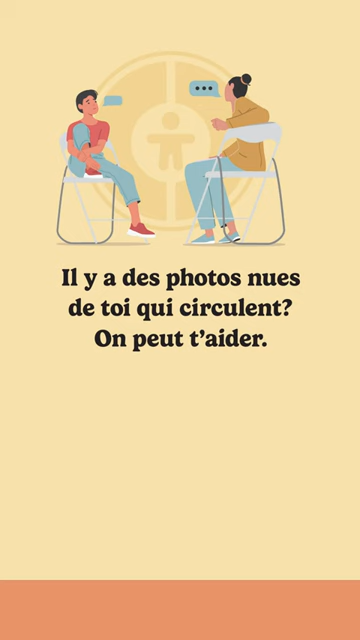 Il y a des photos nues
de toi qui circulent?
On peut t’aider.